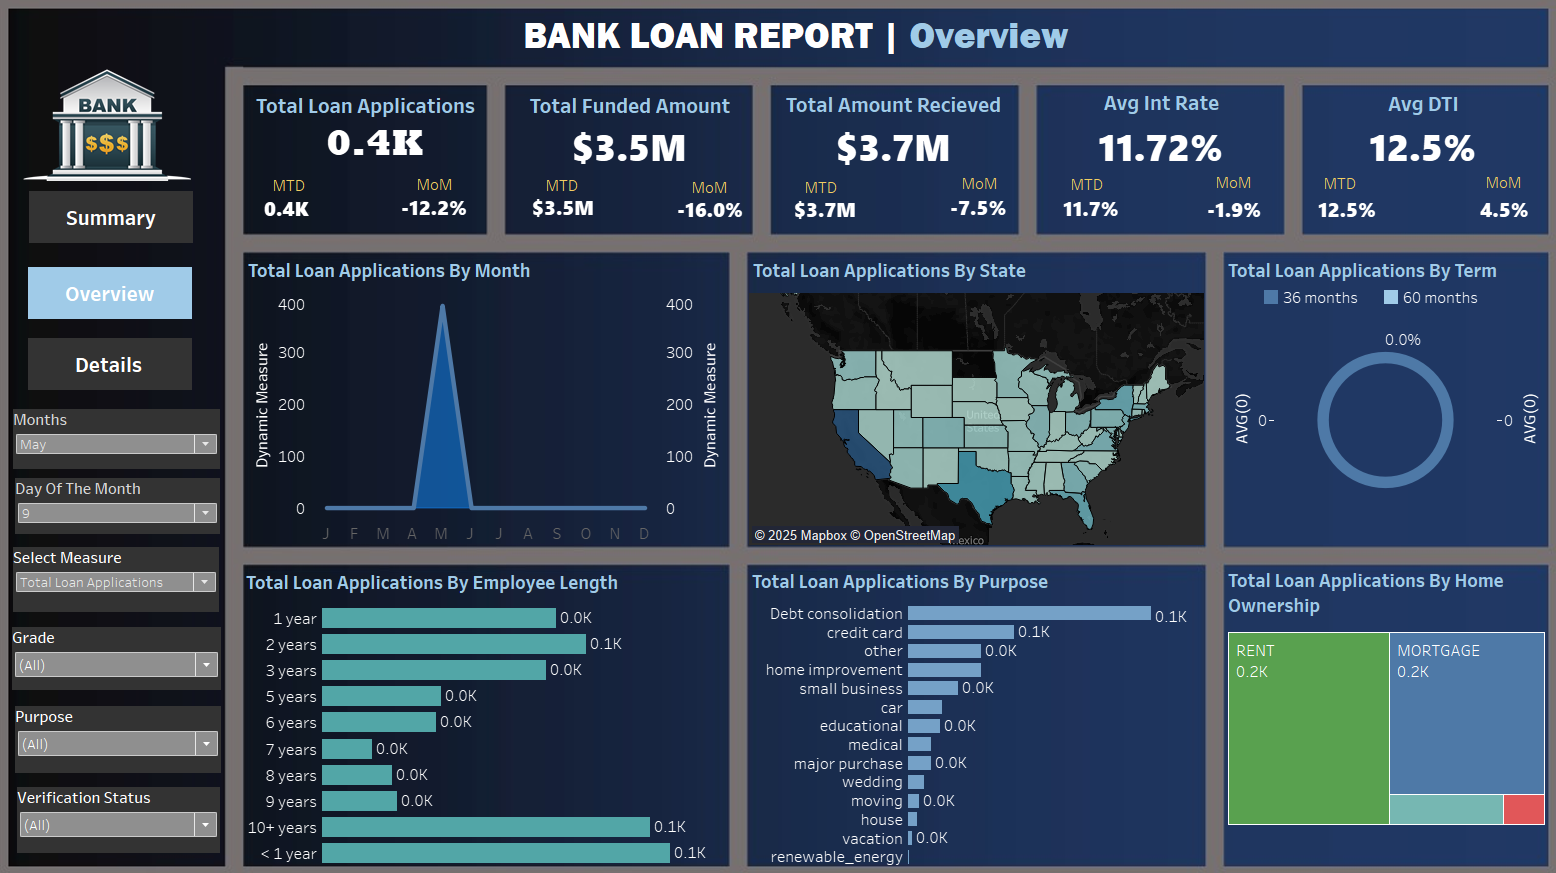 BANK LOAN REPORT | Overview
BANK
$$$
Summary
Overview
Details
Months
May
Day Of The Month
9
Select Measure
Total Loan Applications
Grade
(All)
Purpose
(All)
Verification Status
(All)
Total Loan Applications
0.4K
MTD
MoM
0.4K
-12.2%
Total Funded Amount
$3.5M
MTD
MoM
$3.5M
-16.0%
Total Amount Recieved
$3.7M
MTD
MoM
$3.7M
-7.5%
Avg Int Rate
11.72%
MTD
MoM
11.7%
-1.9%
Avg DTI
12.5%
MTD
MoM
12.5%
4.5%
Total Loan Applications By Month
400
300
200
100
0
Dynamic Measure
400
300
200
100
0
Dynamic Measure
J F M A M J J A S O N D
Total Loan Applications By State
United
States
Mexico
© 2025 Mapbox © OpenStreetMap
Total Loan Applications By Term
36 months
60 months
0.0%
AVG(0)
0
0
AVG(0)
Total Loan Applications By Employee Length
1 year 0.0K
2 years 0.1K
3 years 0.0K
5 years 0.0K
6 years 0.0K
7 years 0.0K
8 years 0.0K
9 years 0.0K
10+ years 0.1K
< 1 year 0.1K
Total Loan Applications By Purpose
Debt consolidation 0.1K
credit card 0.1K
other 0.0K
home improvement
small business 0.0K
car
educational 0.0K
medical
major purchase 0.0K
wedding
moving 0.0K
house
vacation 0.0K
renewable_energy
Total Loan Applications By Home
Ownership
RENT
0.2K
MORTGAGE
0.2K